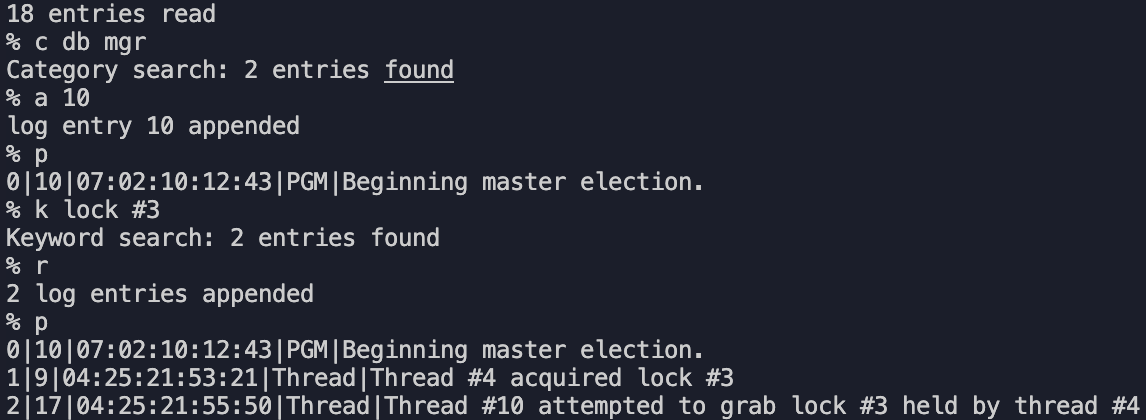 18 entries read
% c db mgr
Category search: 2 entries found
% a 10
log entry 10 appended
% p
0|10|07:02:10:12:43|PGM|Beginning master election.
% k lock #3
Keyword search: 2 entries found
% r
2 log entries appended
% p
0|10|07:02:10:12:43|PGM|Beginning master election.
1|9|04:25:21:53:21|Thread|Thread #4 acquired lock #3
2|17|04:25:21:55:50|Thread|Thread #10 attempted to grab lock #3 held by thread #4